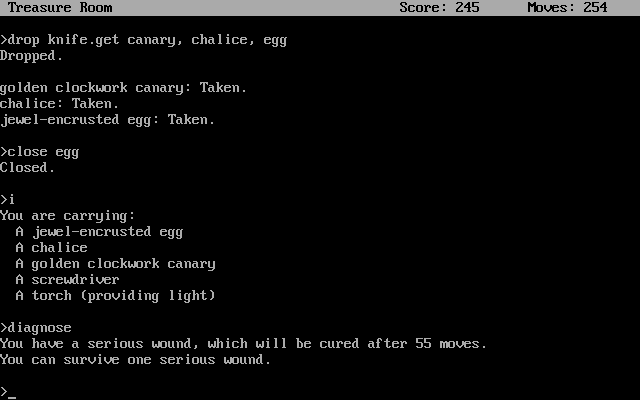 Treasure Room Score: 245 Moves: 254
>drop knife.get canary, chalice, egg
Dropped.
golden clockwork canary: Taken.
chalice: Taken.
jewel-encrusted egg: Taken.
>close egg
Closed.
>i
You are carrying:
A jewel-encrusted egg
A chalice
A golden clockwork canary
A screwdriver
A torch (providing light)
>diagnose
You have a serious wound, which will be cured after 55 moves.
You can survive one serious wound.
>_